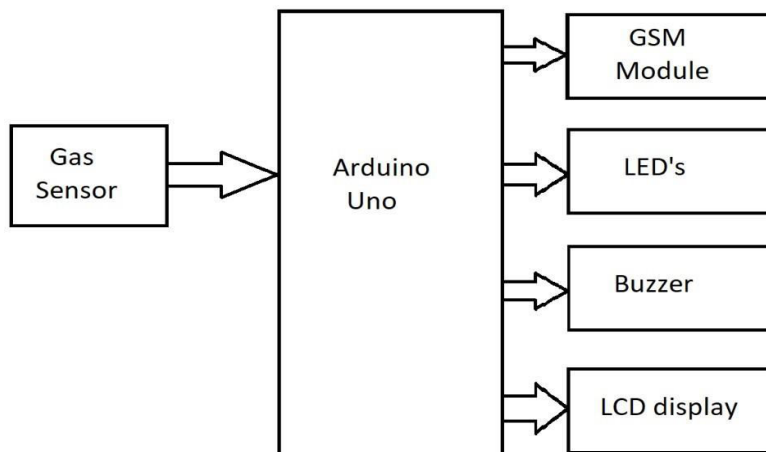 Gas
Sensor
Arduino
Uno
GSM
Module
LED's
Buzzer
LCD display